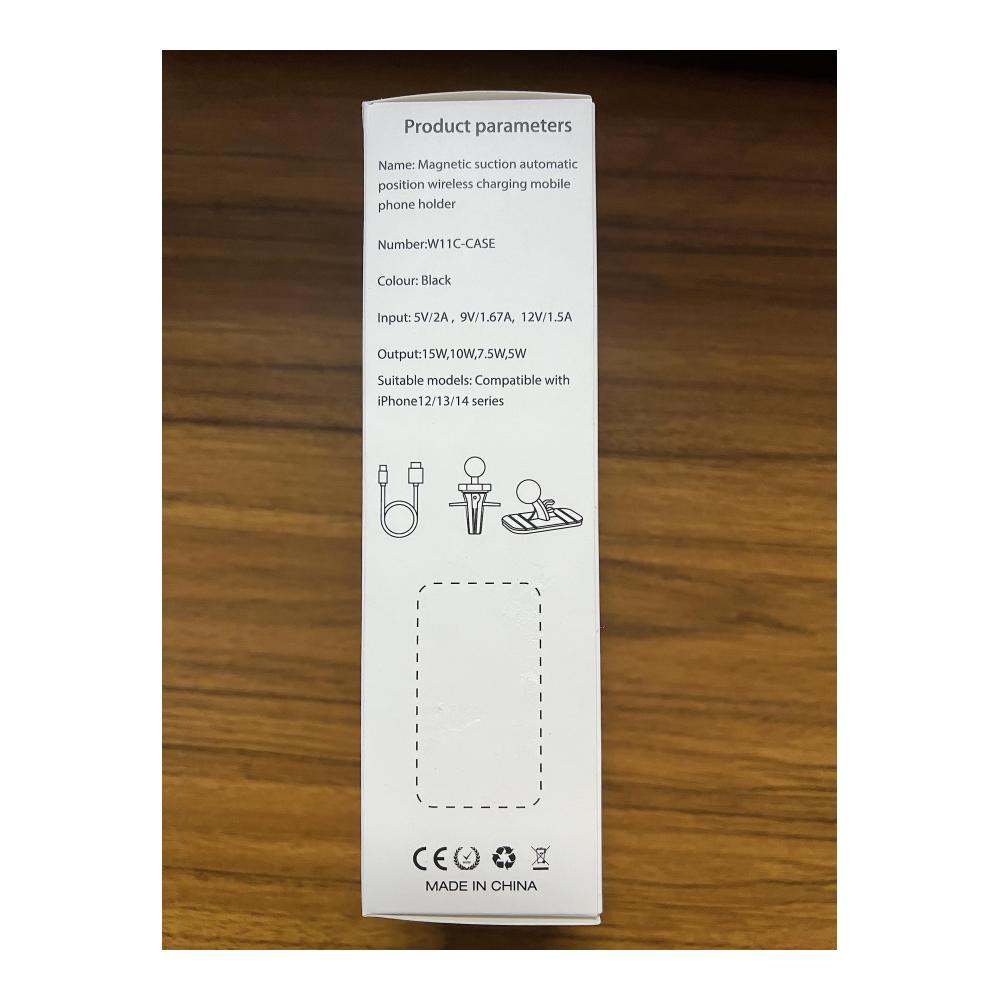 Product parameters
Name: Magnetic suction automatic
position wireless charging mobile
phone holder
Number:W11C-CASE
Colour: Black
Input: 5V/2A , 9V/1.67A, 12V/1.5A
Output:15W,10W,7.5W,5W
Suitable models: Compatible with
iPhone12/13/14 series
CE
MADE IN CHINA